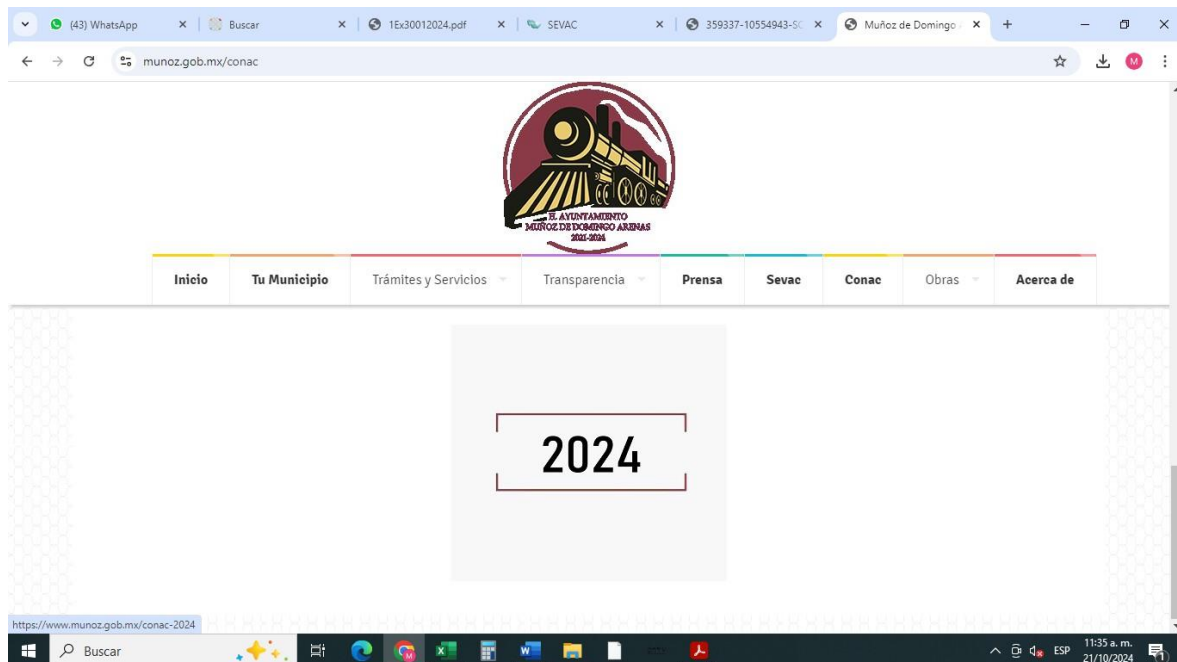 (43) WhatsApp
Buscar
1Ex30012024.pdf
SEVAC
359337-10554943-SC
Muñoz de Domingo
munoz.gob.mx/conac
M
H. AYUNTAMIENTO
MUÑOZ DE DOMINGO ARENAS
2021-2024
Inicio Tu Municipio Trámites y Servicios Transparencia Prensa Sevac Conac Obras Acerca de
2024
https://www.munoz.gob.mx/conac-2024
Buscar
ESP
11:35 a. m.
21/10/2024